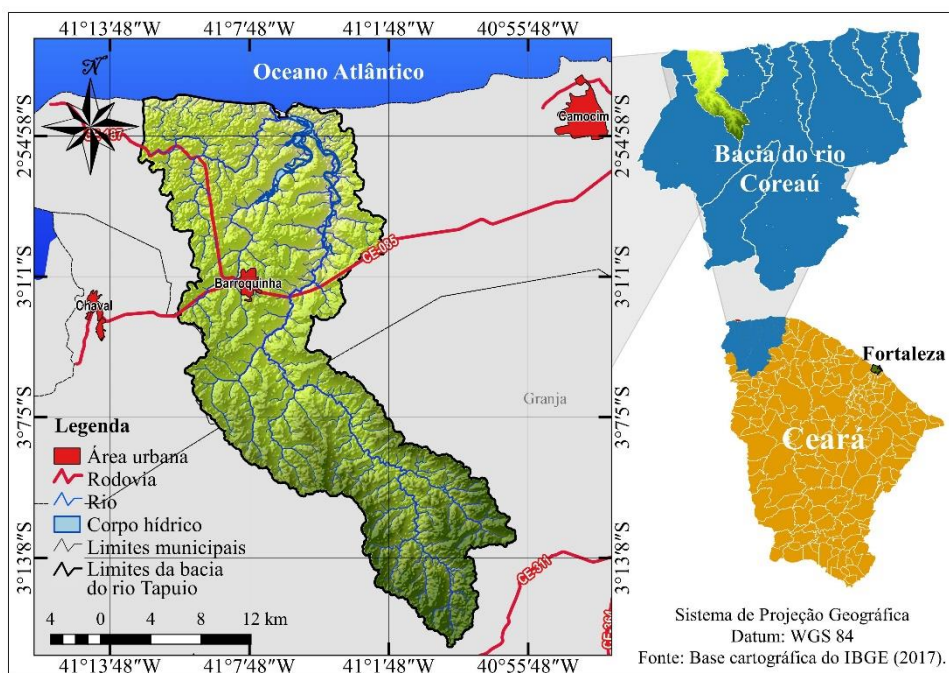 41°13'48"W 41°7'48"W 41°1'48"W 40°55'48"W
N
Oceano Atlântico
Camocim
2°54'58"S
2°54'58"S
CE-085
Barroquinha
Chaval
3°1'1"S
3°1'1"S
Granja
3°7'5"S
3°7'5"S
Legenda
Área urbana
Rodovia
Rio
Corpo hídrico
Limites municipais
Limites da bacia
do rio Tapuio
3°13'8"S
3°13'8"S
CE-311
4 0 4 8 12 km
41°13'48"W 41°7'48"W 41°1'48"W 40°55'48"W
Bacia do rio
Coreaú
Fortaleza
Ceará
Sistema de Projeção Geográfica
Datum: WGS 84
Fonte: Base cartográfica do IBGE (2017).